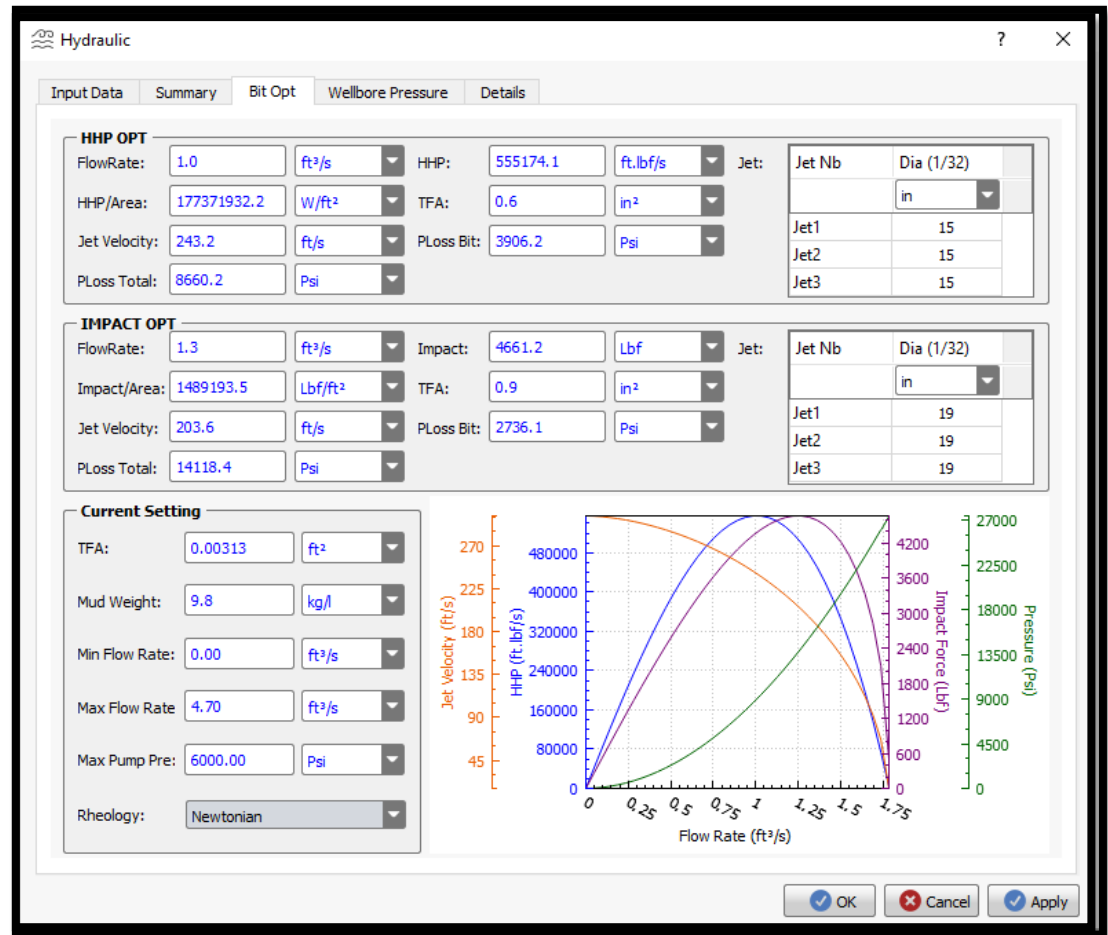 Hydraulic ? ×
Input Data Summary Bit Opt Wellbore Pressure Details
HHP OPT
FlowRate: 1.0 ft³/s HHP: 555174.1 ft.lbf/s Jet: Jet Nb Dia (1/32)
HHP/Area: 177371932.2 W/ft² TFA: 0.6 in² in
Jet1 15
Jet Velocity: 243.2 ft/s PLoss Bit: 3906.2 Psi
Jet2 15
PLoss Total: 8660.2 Psi Jet3 15
IMPACT OPT
FlowRate: 1.3 ft³/s Impact: 4661.2 Lbf Jet: Jet Nb Dia (1/32)
Impact/Area: 1489193.5 Lbf/ft² TFA: 0.9 in² in
Jet1 19
Jet Velocity: 203.6 ft/s PLoss Bit: 2736.1 Psi
Jet2 19
PLoss Total: 14118.4 Psi Jet3 19
Current Setting
TFA: 0.00313 ft²
Mud Weight: 9.8 kg/l
Min Flow Rate: 0.00 ft³/s
Max Flow Rate 4.70 ft³/s
Max Pump Pre: 6000.00 Psi
Rheology: Newtonian
Jet Velocity (ft/s)
270
225
180
135
90
45
HHP (ft.lbf/s)
480000
400000
320000
240000
160000
80000
0
Impact Force (Lbf)
4200
3600
3000
2400
1800
1200
600
0
Pressure (Psi)
27000
22500
18000
13500
9000
4500
0
0 0,25 0,5 0,75 1 1,25 1,5 1,75
Flow Rate (ft³/s)
OK Cancel Apply